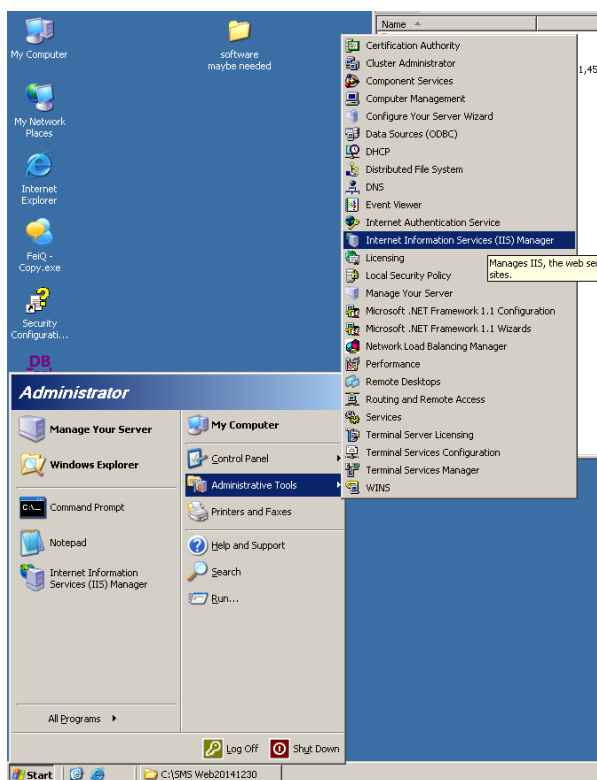 Name
My Computer
software
maybe needed
1,45
My Network
Places
Internet
Explorer
FeiQ -
Copy.exe
Security
Configurati...
DB
Certification Authority
Cluster Administrator
Component Services
Computer Management
Configure Your Server Wizard
Data Sources (ODBC)
DHCP
Distributed File System
DNS
Event Viewer
Internet Authentication Service
Internet Information Services (IIS) Manager
Licensing
Manages IIS, the web
sites.
Local Security Policy
Manage Your Server
Microsoft .NET Framework 1.1 Configuration
Microsoft .NET Framework 1.1 Wizards
Network Load Balancing Manager
Performance
Remote Desktops
Routing and Remote Access
Services
Terminal Server Licensing
Terminal Services Configuration
Terminal Services Manager
WINS
Administrator
Manage Your Server
Windows Explorer
C:\_
Command Prompt
Notepad
Internet Information
Services (IIS) Manager
All Programs
My Computer
Control Panel
Administrative Tools
Printers and Faxes
Help and Support
Search
Run...
Log Off
Shut Down
Start
C:\SMS Web20141230